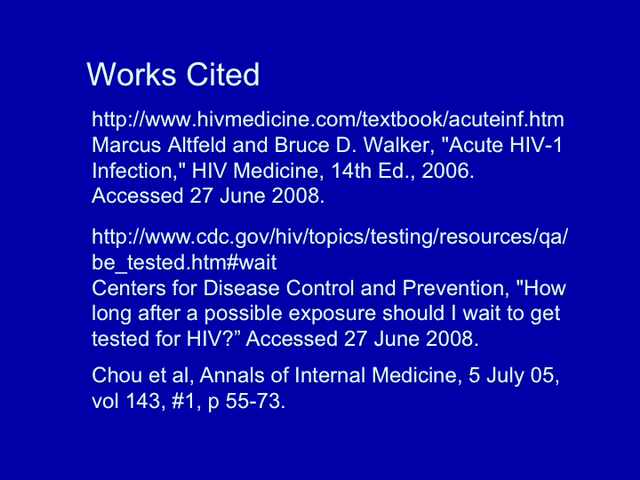 Works Cited
http://www.hivmedicine.com/textbook/acuteinf.htm
Marcus Altfeld and Bruce D. Walker, "Acute HIV-1
Infection," HIV Medicine, 14th Ed., 2006.
Accessed 27 June 2008.
http://www.cdc.gov/hiv/topics/testing/resources/qa/
be_tested.htm#wait
Centers for Disease Control and Prevention, "How
long after a possible exposure should I wait to get
tested for HIV?” Accessed 27 June 2008.
Chou et al, Annals of Internal Medicine, 5 July 05,
vol 143, #1, p 55-73.